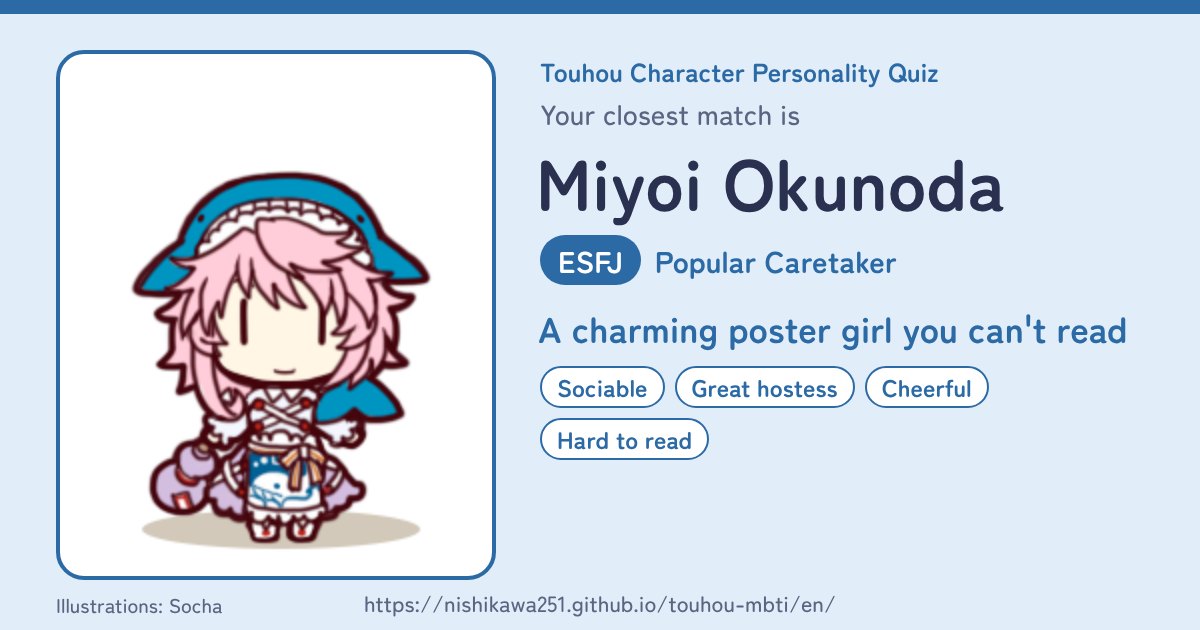 Touhou Character Personality Quiz
Your closest match is
Miyoi Okunoda
ESFJ Popular Caretaker
A charming poster girl you can't read
Sociable Great hostess Cheerful
Hard to read
Illustrations: Socha https://nishikawa251.github.io/touhou-mbti/en/